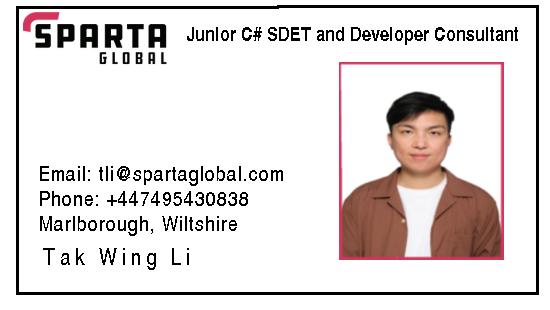 SPARTA
GLOBAL
Junior C# SDET and Developer Consultant
Email: tli@spartaglobal.com
Phone: +447495430838
Marlborough, Wiltshire
Tak Wing Li